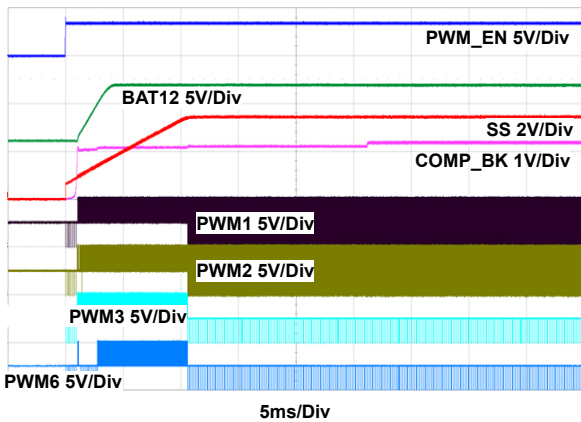 PWM_EN 5V/Div
BAT12 5V/Div
SS 2V/Div
COMP_BK 1V/Div
PWM1 5V/Div
PWM2 5V/Div
PWM3 5V/Div
PWM6 5V/Div
5ms/Div